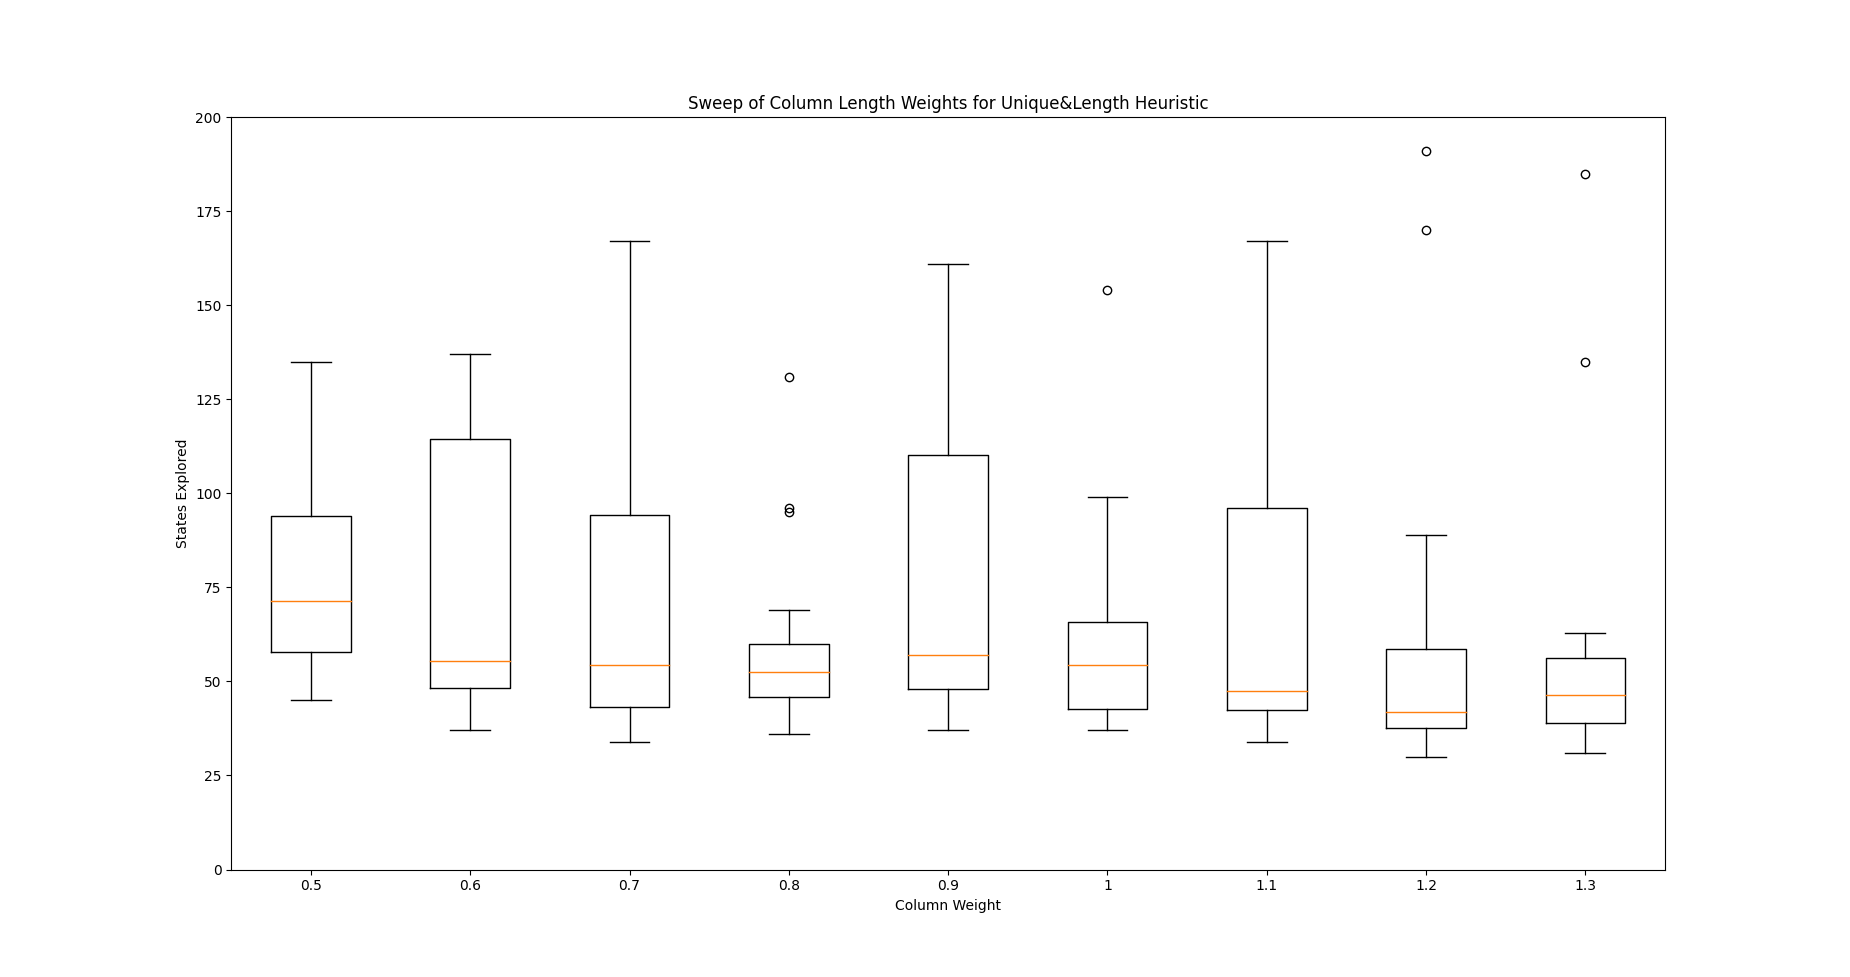 Sweep of Column Length Weights for Unique&Length Heuristic
200
175
150
125
100
75
50
25
0
States Explored
0.5 0.6 0.7 0.8 0.9 1 1.1 1.2 1.3
Column Weight